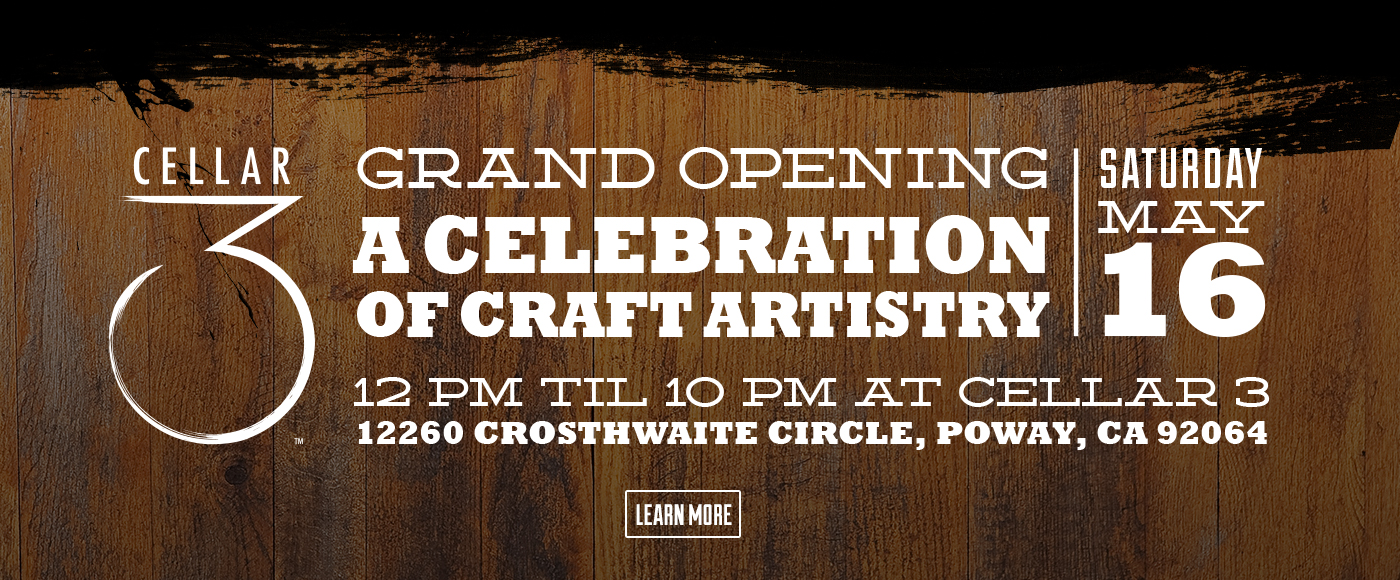 CELLAR
3
™
GRAND OPENING
A CELEBRATION
OF CRAFT ARTISTRY
SATURDAY
MAY
16
12 PM TIL 10 PM AT CELLAR 3
12260 CROSTHWAITE CIRCLE, POWAY, CA 92064
LEARN MORE